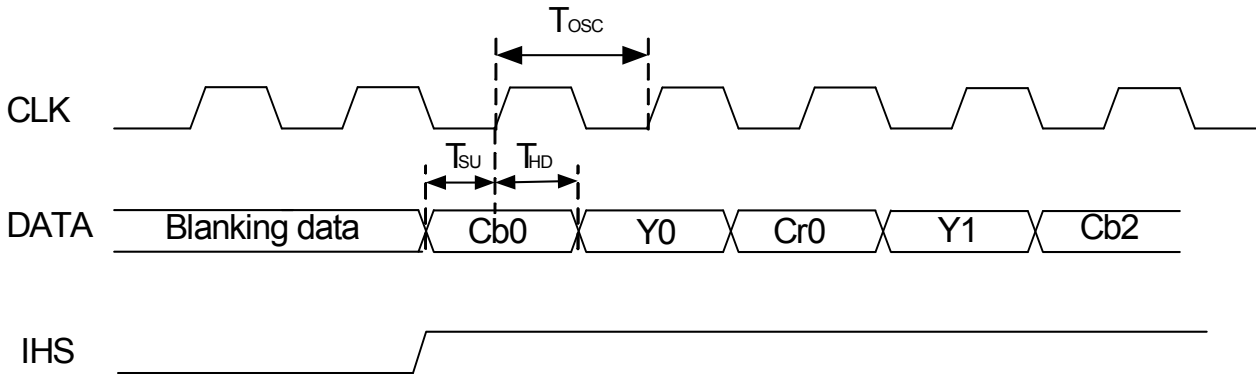 TOSC
CLK
TSU THD
DATA Blanking data Cb0 Y0 Cr0 Y1 Cb2
IHS